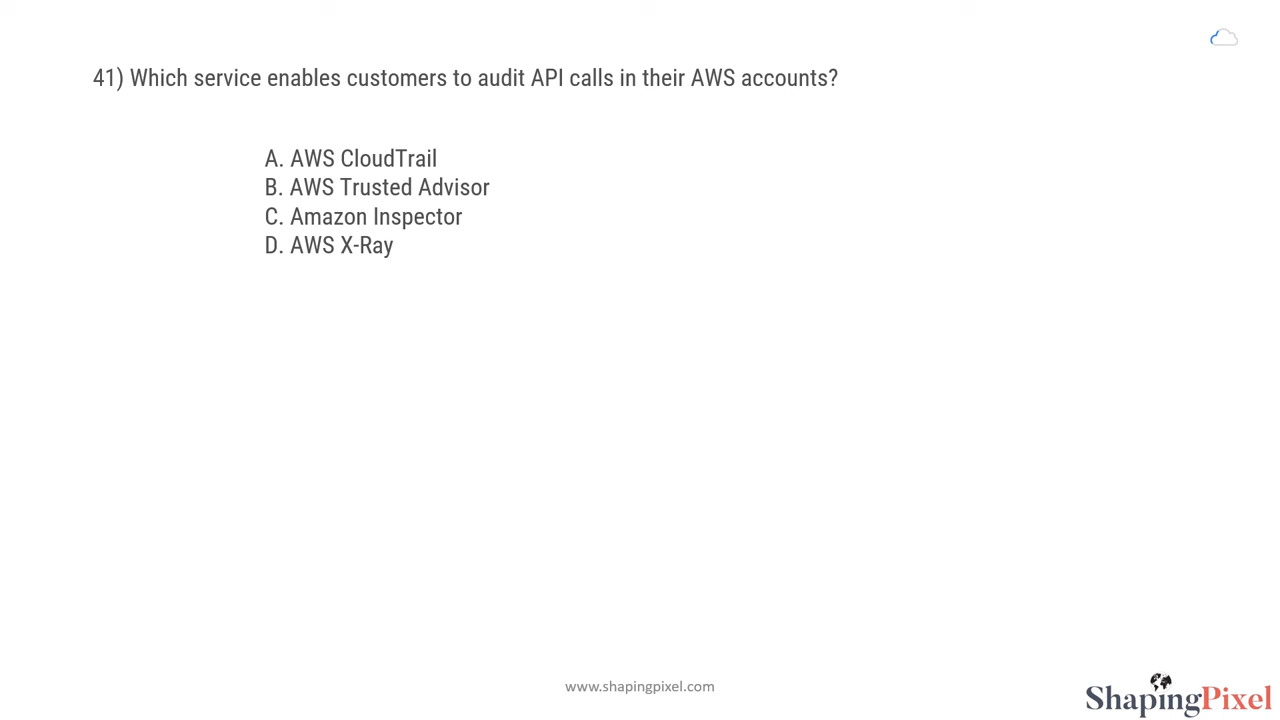 41) Which service enables customers to audit API calls in their AWS accounts?
A. AWS CloudTrail
B. AWS Trusted Advisor
C. Amazon Inspector
D. AWS X-Ray
www.shapingpixel.com
ShapingPixel